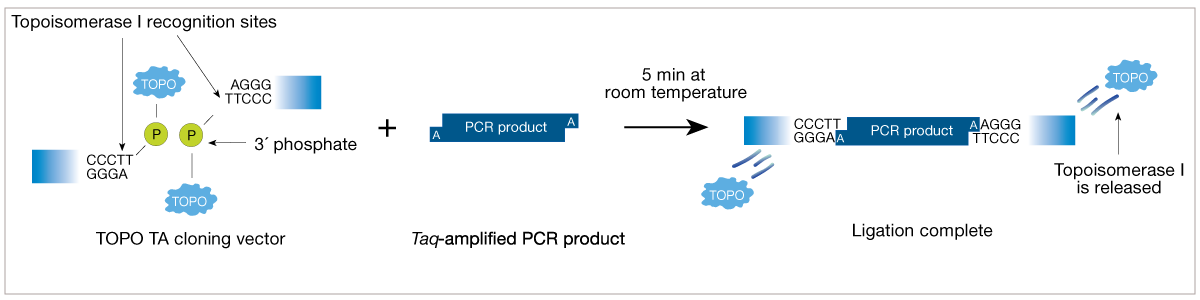 Topoisomerase I recognition sites
TOPO
AGGG
TTCCC
P
P
3´ phosphate
CCCTT
GGGA
TOPO
TOPO TA cloning vector
+
A
PCR product
A
Taq-amplified PCR product
5 min at
room temperature
CCCTT
GGGA
A
PCR product
A
AGGG
TTCCC
TOPO
TOPO
Topoisomerase I
is released
Ligation complete